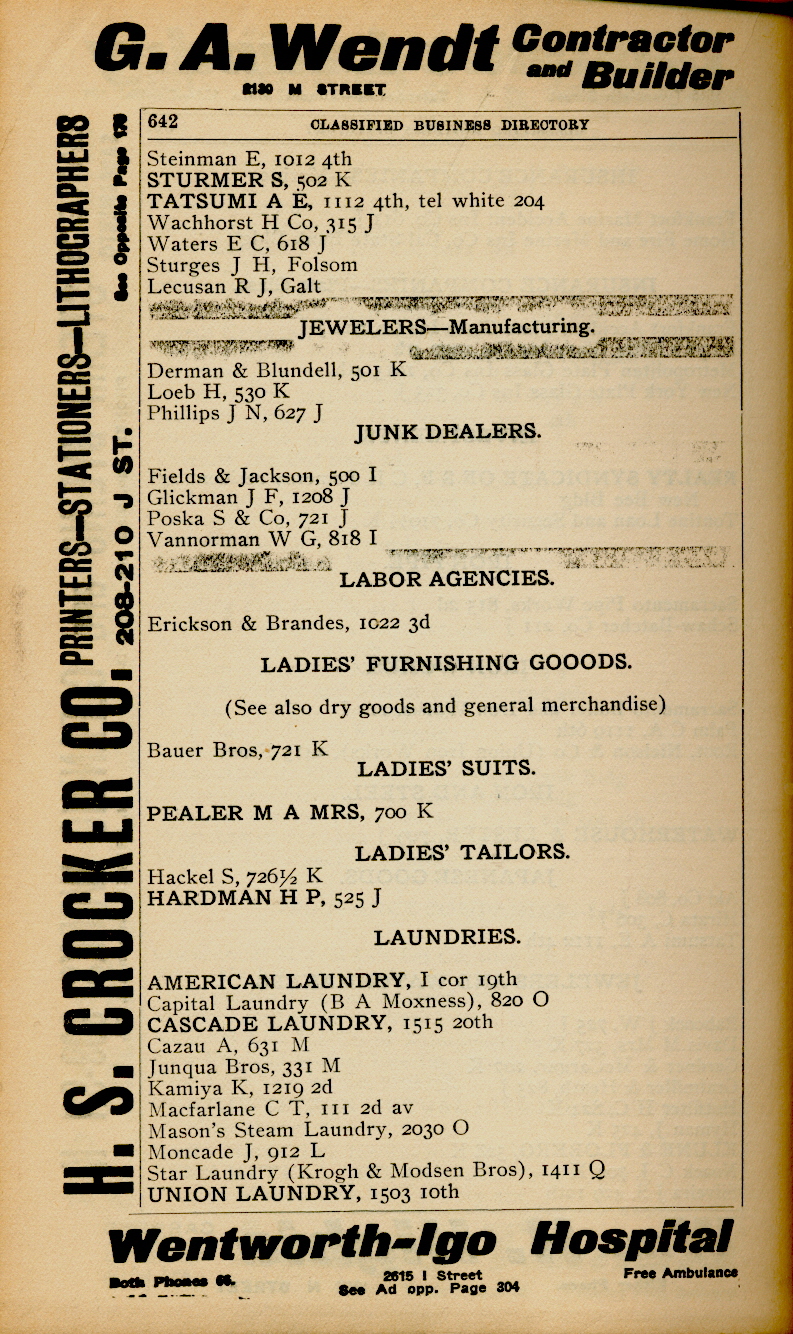 G. A. Wendt Contractor
and Builder
2130 M STREET
H. S. CROCKER CO. PRINTERS—STATIONERS—LITHOGRAPHERS
208-210 J ST. See Opposite Page 178
642 CLASSIFIED BUSINESS DIRECTORY
Steinman E, 1012 4th
STURMER S, 502 K
TATSUMI A E, 1112 4th, tel white 204
Wachhorst H Co, 315 J
Waters E C, 618 J
Sturges J H, Folsom
Lecusan R J, Galt
JEWELERS—Manufacturing.
Derman & Blundell, 501 K
Loeb H, 530 K
Phillips J N, 627 J
JUNK DEALERS.
Fields & Jackson, 500 I
Glickman J F, 1208 J
Poska S & Co, 721 J
Vannorman W G, 818 I
LABOR AGENCIES.
Erickson & Brandes, 1022 3d
LADIES' FURNISHING GOOODS.
(See also dry goods and general merchandise)
Bauer Bros, 721 K
LADIES' SUITS.
PEALER M A MRS, 700 K
LADIES' TAILORS.
Hackel S, 726½ K
HARDMAN H P, 525 J
LAUNDRIES.
AMERICAN LAUNDRY, I cor 19th
Capital Laundry (B A Moxness), 820 O
CASCADE LAUNDRY, 1515 20th
Cazau A, 631 M
Junqua Bros, 331 M
Kamiya K, 1219 2d
Macfarlane C T, 111 2d av
Mason's Steam Laundry, 2030 O
Moncade J, 912 L
Star Laundry (Krogh & Modsen Bros), 1411 Q
UNION LAUNDRY, 1503 10th
Wentworth-Igo Hospital
Both Phones 66. 2615 I Street Free Ambulance
See Ad opp. Page 304